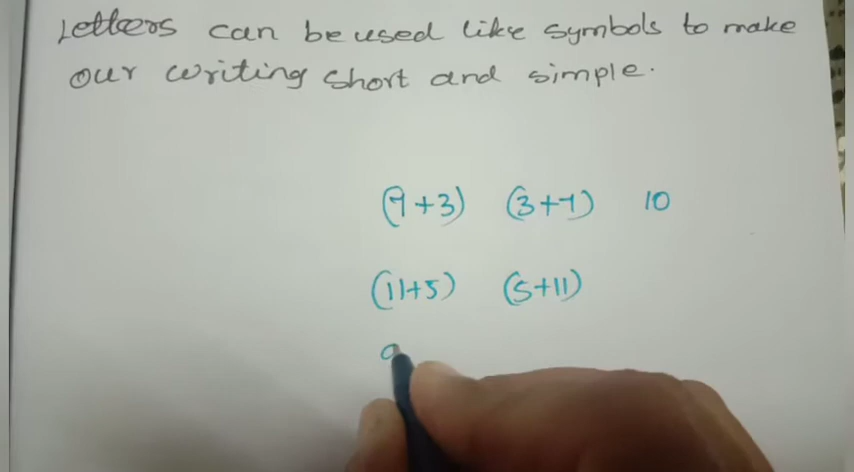 Letters can be used like symbols to make
our writing short and simple.
(7+3) (3+7) 10
(11+5) (5+11)